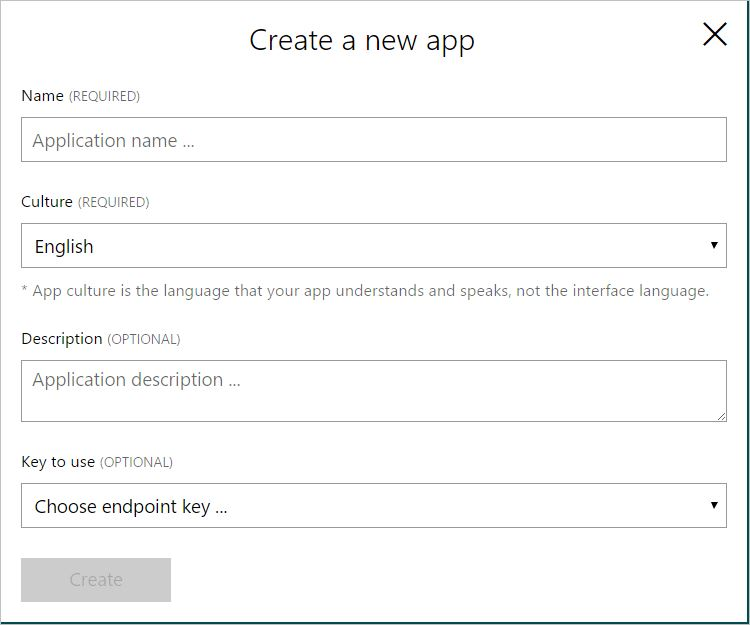 Create a new app
Name (REQUIRED)
Application name ...
Culture (REQUIRED)
English
* App culture is the language that your app understands and speaks, not the interface language.
Description (OPTIONAL)
Application description ...
Key to use (OPTIONAL)
Choose endpoint key ...
Create